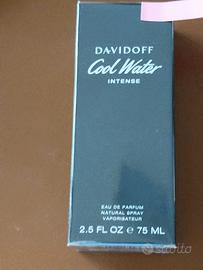 DAVIDOFF
Cool Water
INTENSE
EAU DE PARFUM
NATURAL SPRAY
VAPORISATEUR
2.5 FL OZ e 75 ML
subito